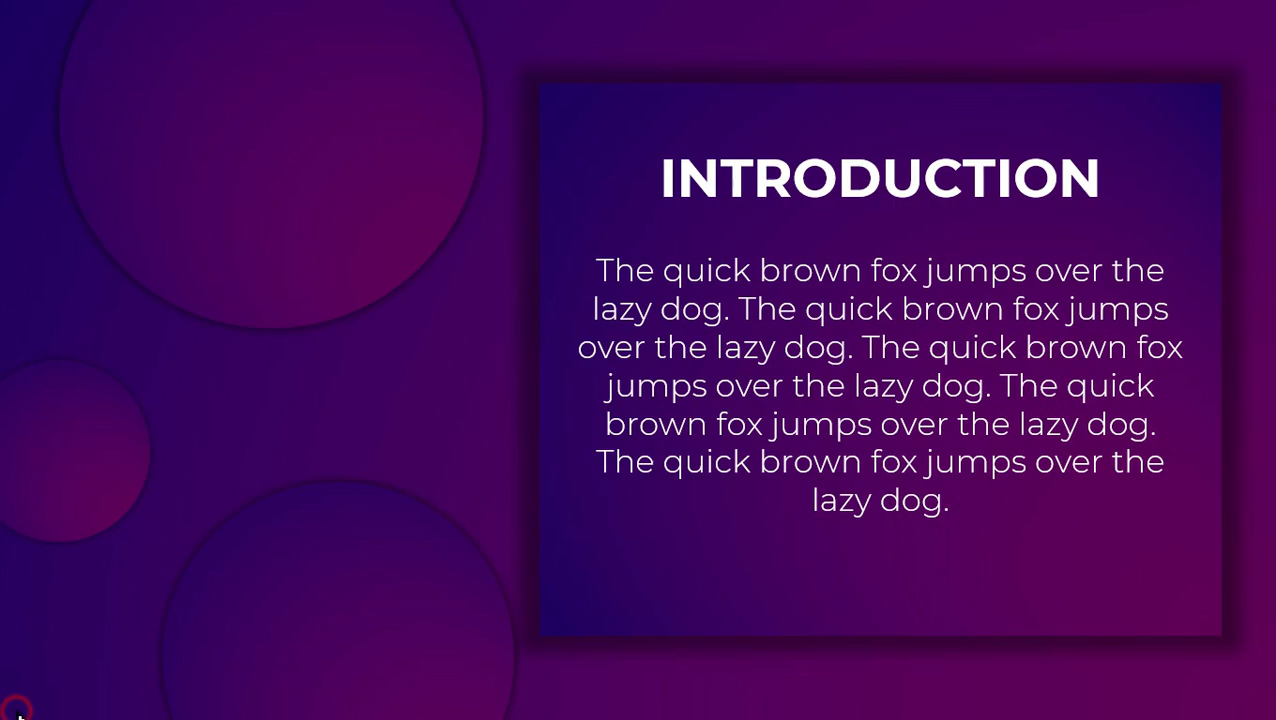 INTRODUCTION
The quick brown fox jumps over the
lazy dog. The quick brown fox jumps
over the lazy dog. The quick brown fox
jumps over the lazy dog. The quick
brown fox jumps over the lazy dog.
The quick brown fox jumps over the
lazy dog.